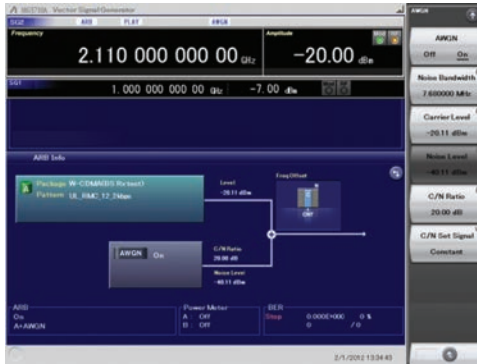 Vector Signal Generator
SG2 ARB PLAY AWGN
Frequency
2.110 000 000 00 GHz
Amplitude
-20.00 dBm
SG1
1. 000 000 000 00 GHz
-7. 00 dBm
ARB Info
Package W-CDMA(BS Rx test)
Pattern UL_RMC_12_2kbps
Level
-20.11 dBm
Freq Offset
Off
AWGN On
C/N Ratio
20.00 dB
Noise Level
-40.11 dBm
ARB
On
A+AWGN
Power Meter
A : Off
B : Off
BER
Stop 0.000E+000 0 %
0 / 0
2/1/2012 13:34:43
AWGN
AWGN
Off On
Noise Bandwidth
7.600000 MHz
Carrier Level
-20.11 dBm
Noise Level
-40.11 dBm
C/N Ratio
20.00 dB
C/N Set Signal
Constant